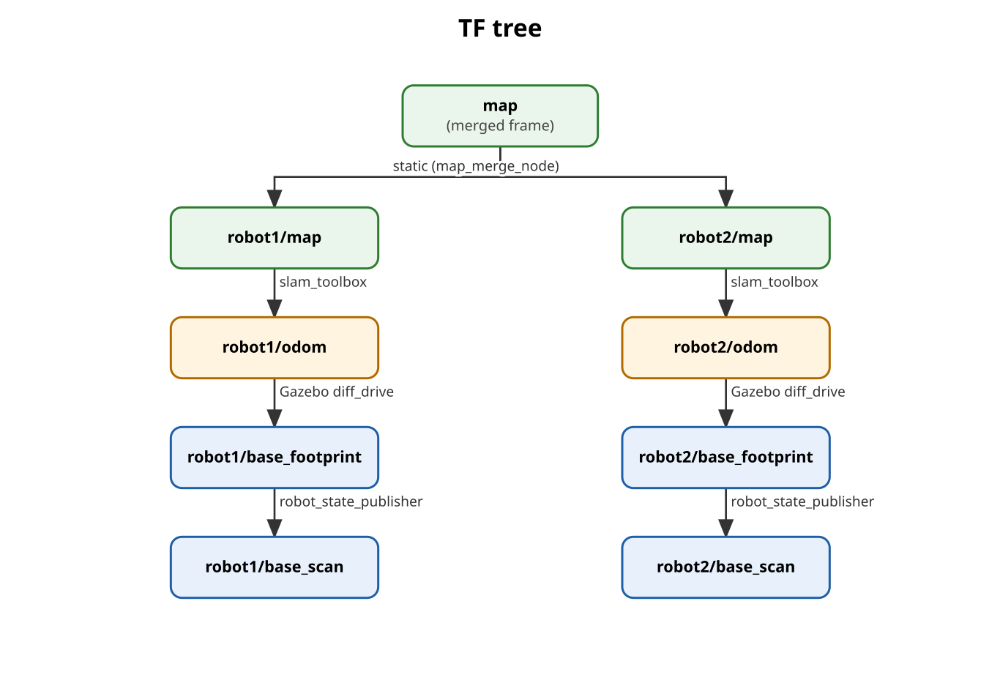 TF tree
map
(merged frame)
static (map_merge_node)
robot1/map
robot2/map
slam_toolbox
slam_toolbox
robot1/odom
robot2/odom
Gazebo diff_drive
Gazebo diff_drive
robot1/base_footprint
robot2/base_footprint
robot_state_publisher
robot_state_publisher
robot1/base_scan
robot2/base_scan